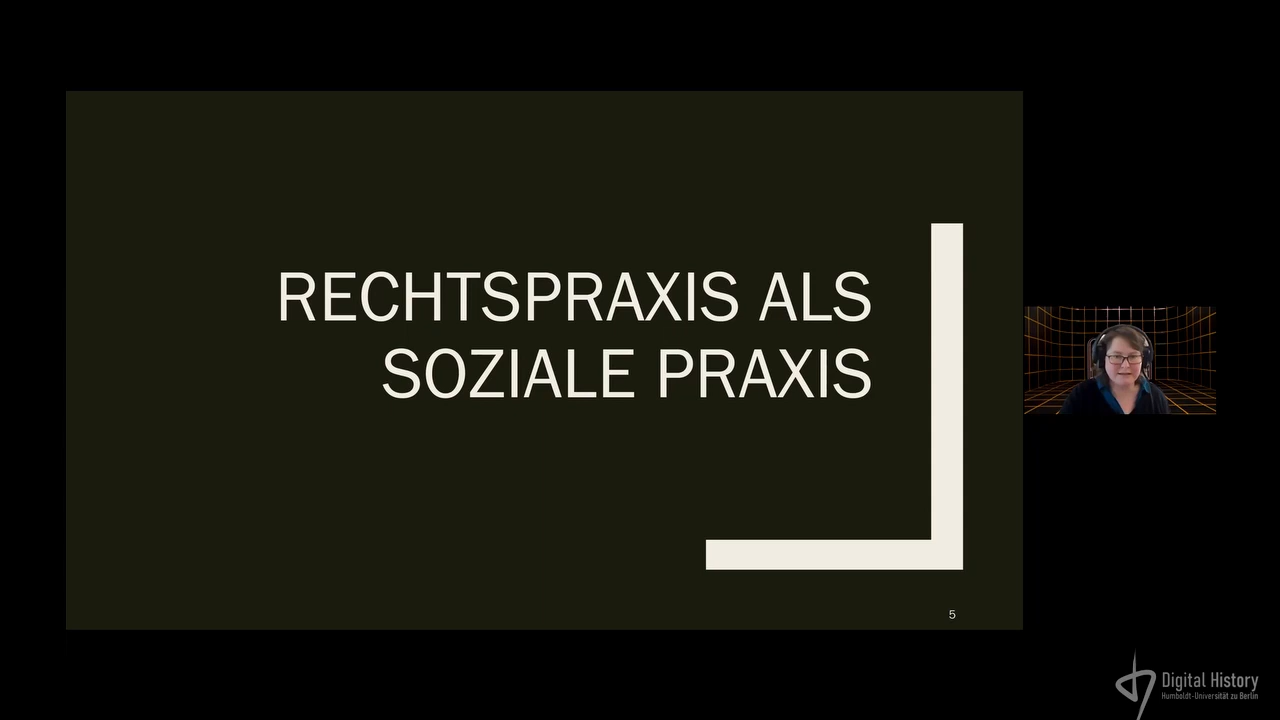 RECHTSPRAXIS ALS
SOZIALE PRAXIS
5
Digital History
Humboldt-Universität zu Berlin